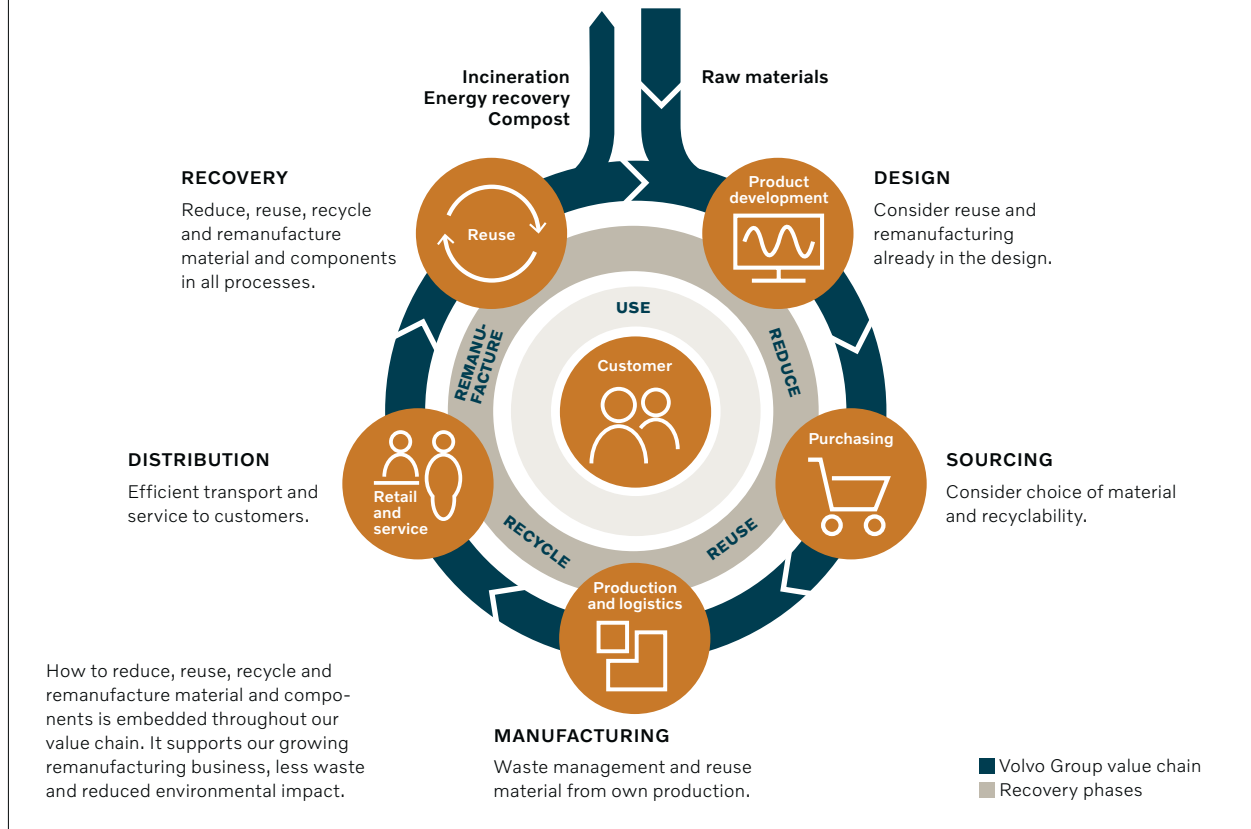 Incineration
Energy recovery
Compost
Raw materials
RECOVERY
Reduce, reuse, recycle
and remanufacture
material and components
in all processes.
Reuse
Product
development
DESIGN
Consider reuse and
remanufacturing
already in the design.
USE
REMANU-
FACTURE
REDUCE
Customer
DISTRIBUTION
Efficient transport and
service to customers.
Retail
and
service
Purchasing
SOURCING
Consider choice of material
and recyclability.
RECYCLE
REUSE
Production
and logistics
MANUFACTURING
Waste management and reuse
material from own production.
How to reduce, reuse, recycle and
remanufacture material and compo-
nents is embedded throughout our
value chain. It supports our growing
remanufacturing business, less waste
and reduced environmental impact.
Volvo Group value chain
Recovery phases